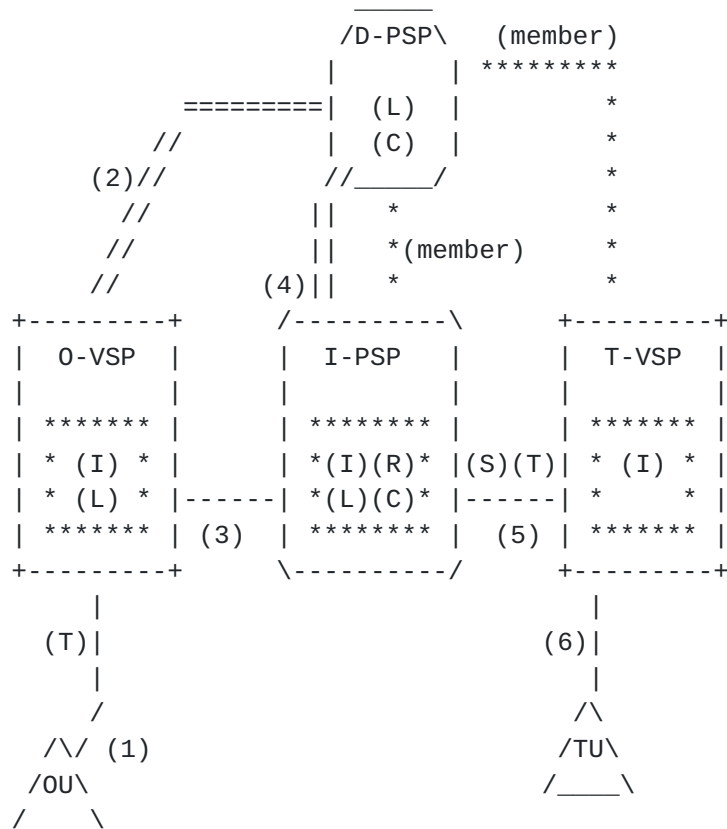 /D-PSP\ (member)
(L)
(C)
(2)
(member)
(4)
O-VSP I-PSP T-VSP
(I) (I)(R) (S)(T) (I)
(L) (L)(C)
(3) (5)
(T) (6)
(1) TU
OU